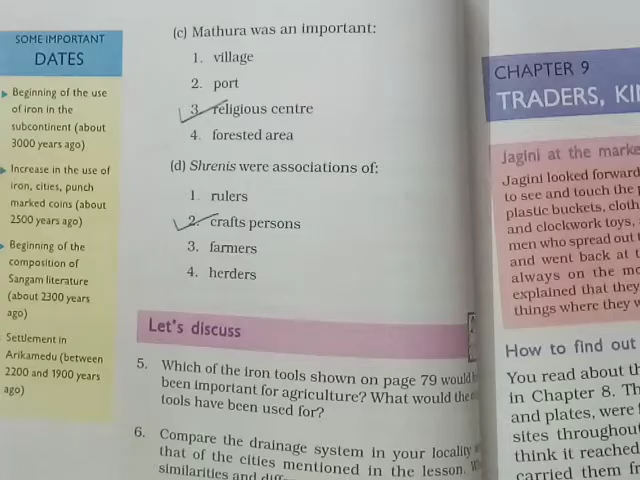 SOME IMPORTANT
DATES
Beginning of the use
of iron in the
subcontinent (about
3000 years ago)
Increase in the use of
iron, cities, punch
marked coins (about
2500 years ago)
Beginning of the
composition of
Sangam literature
(about 2300 years
ago)
Settlement in
Arikamedu (between
2200 and 1900 years
ago)
(c) Mathura was an important:
1. village
2. port
3. religious centre
4. forested area
(d) Shrenis were associations of:
1. rulers
2. crafts persons
3. farmers
4. herders
Let's discuss
5. Which of the iron tools shown on page 79 would
been important for agriculture? What would the
tools have been used for?
6. Compare the drainage system in your locality
that of the cities mentioned in the lesson.
similarities and
CHAPTER 9
TRADERS,
Jagini at the
Jagini looked forward
to see and touch the
plastic buckets,
and clockwork toys,
men who spread out
and went back at
always on the
explained that they
things where they
How to find out
You read about
in Chapter 8.
and plates, were
sites throughout
think it reached
carried them